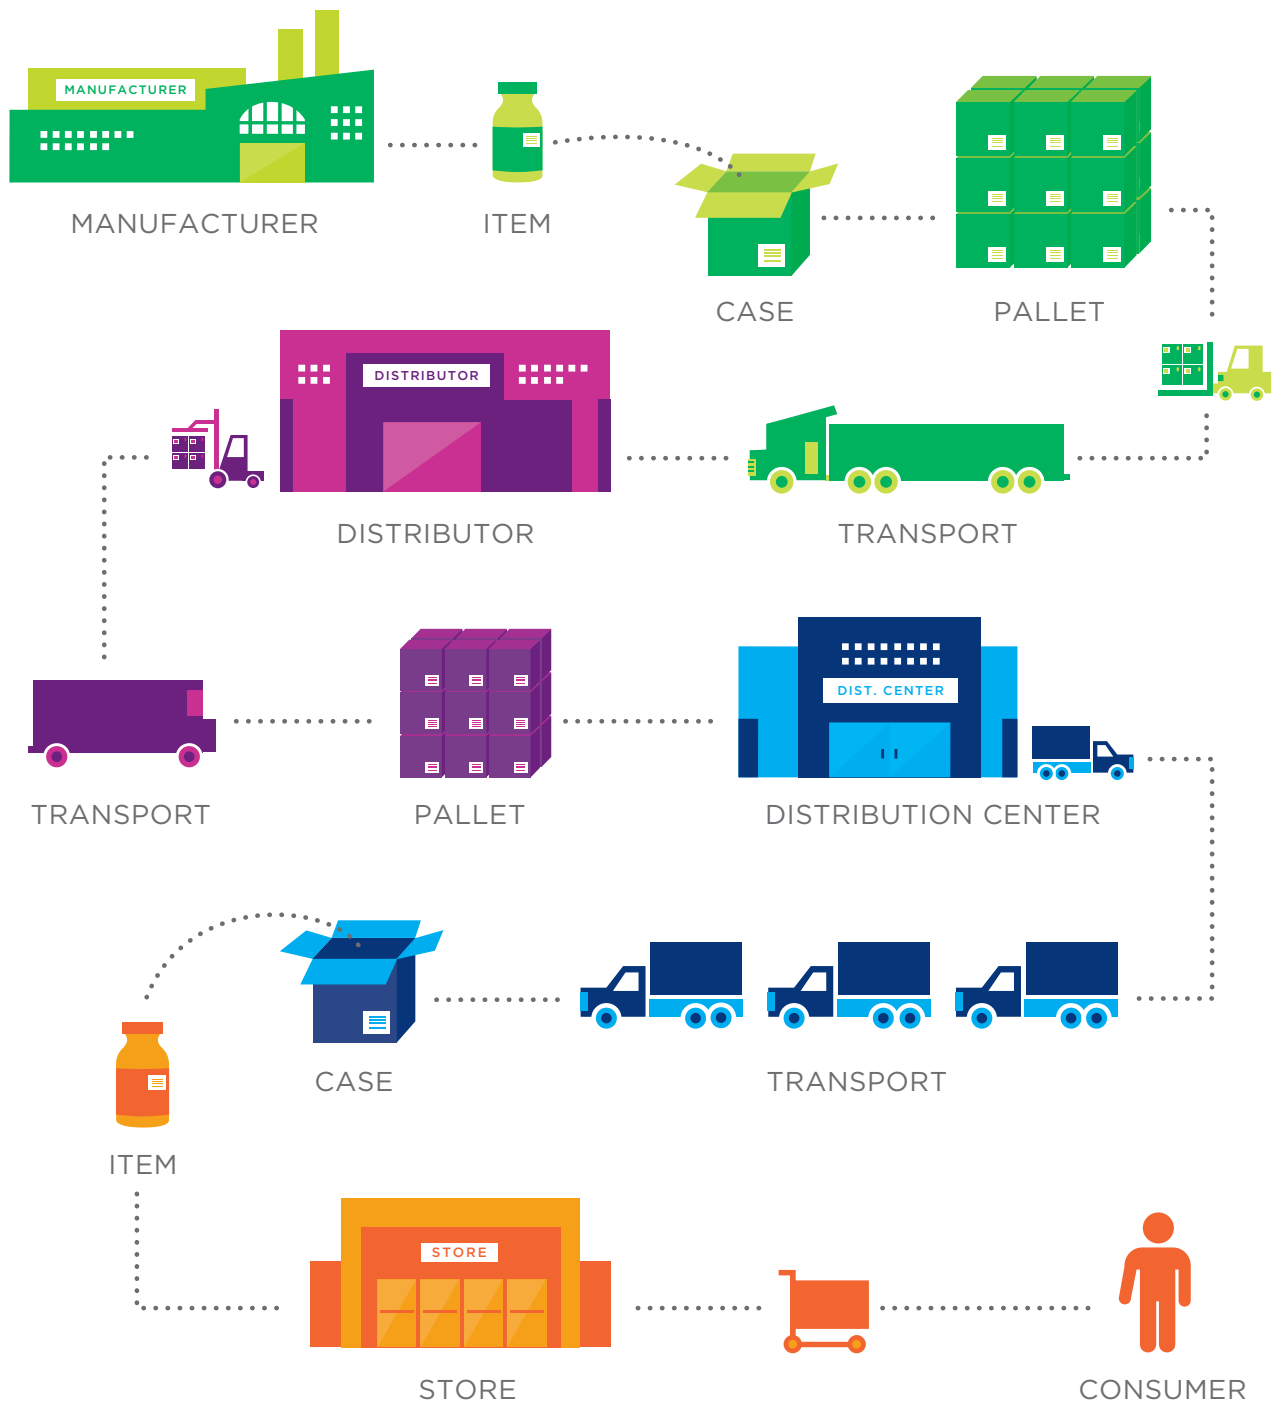 MANUFACTURER
MANUFACTURER
ITEM
CASE
PALLET
DISTRIBUTOR
DISTRIBUTOR
TRANSPORT
DIST. CENTER
TRANSPORT
PALLET
DISTRIBUTION CENTER
CASE
TRANSPORT
ITEM
STORE
STORE
CONSUMER